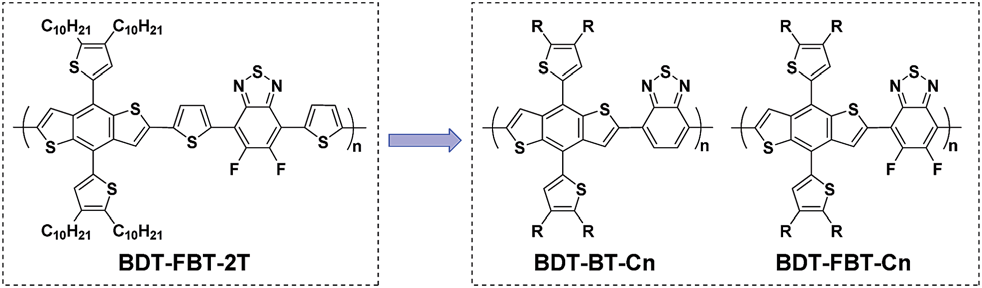 C10H21 C10H21
S
N S N
S
S
S
S
n
F F
S
C10H21 C10H21
BDT-FBT-2T
R R
S
N S N
S
S
n
S
R R
BDT-BT-Cn
R R
S
N S N
S
S
n
F F
S
R R
BDT-FBT-Cn